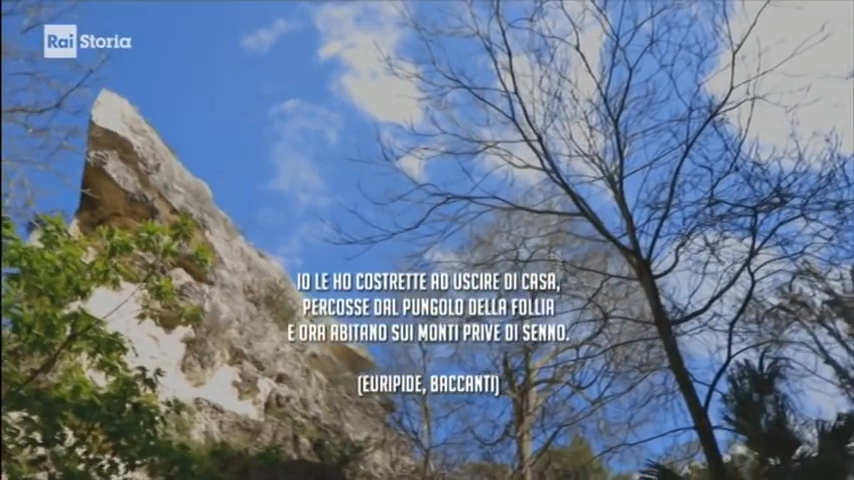 Rai Storia
IO LE HO COSTRETTE AD USCIRE DI CASA,
PERCOSSE DAL PUNGOLO DELLA FOLLIA
E ORA ABITANO SUI MONTI PRIVE DI SENNO.
(EURIPIDE, BACCANTI)